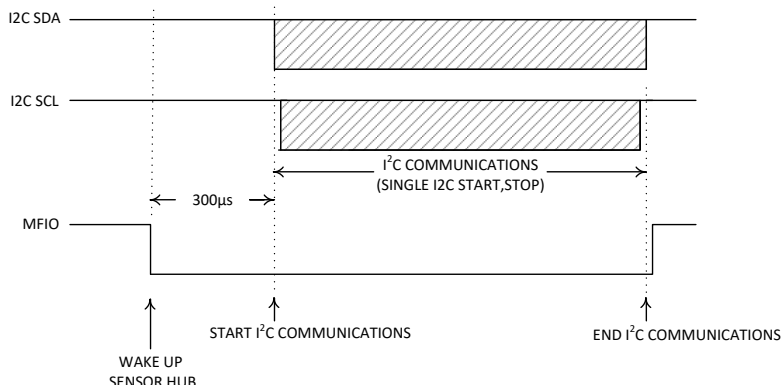 I2C SDA
I2C SCL
I²C COMMUNICATIONS
(SINGLE I2C START,STOP)
300µs
MFIO
START I²C COMMUNICATIONS
END I²C COMMUNICATIONS
WAKE UP
SENSOR HUB